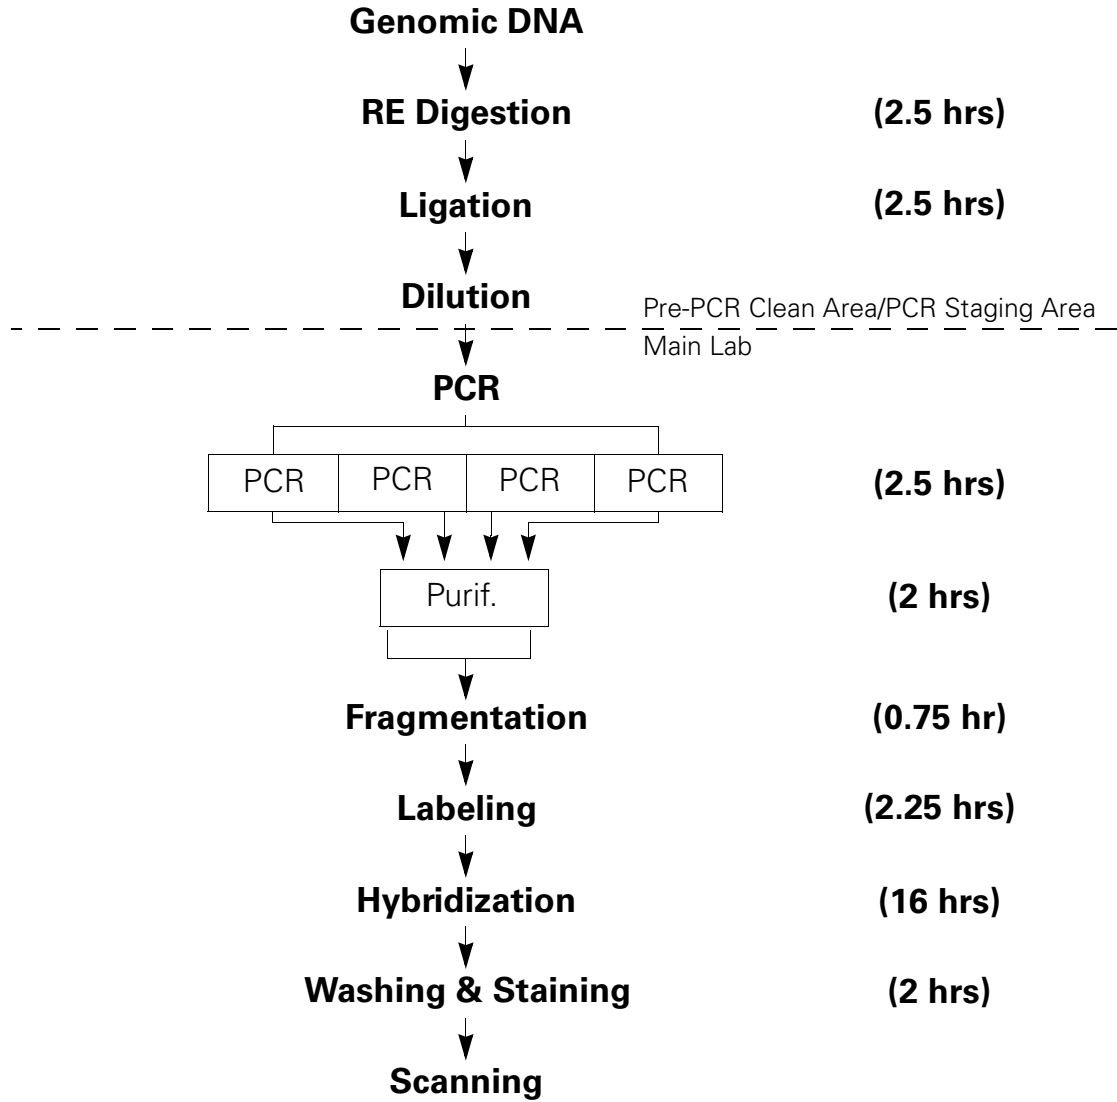 Genomic DNA
RE Digestion (2.5 hrs)
Ligation (2.5 hrs)
Dilution
Pre-PCR Clean Area/PCR Staging Area
Main Lab
PCR
PCR PCR PCR PCR (2.5 hrs)
Purif. (2 hrs)
Fragmentation (0.75 hr)
Labeling (2.25 hrs)
Hybridization (16 hrs)
Washing & Staining (2 hrs)
Scanning